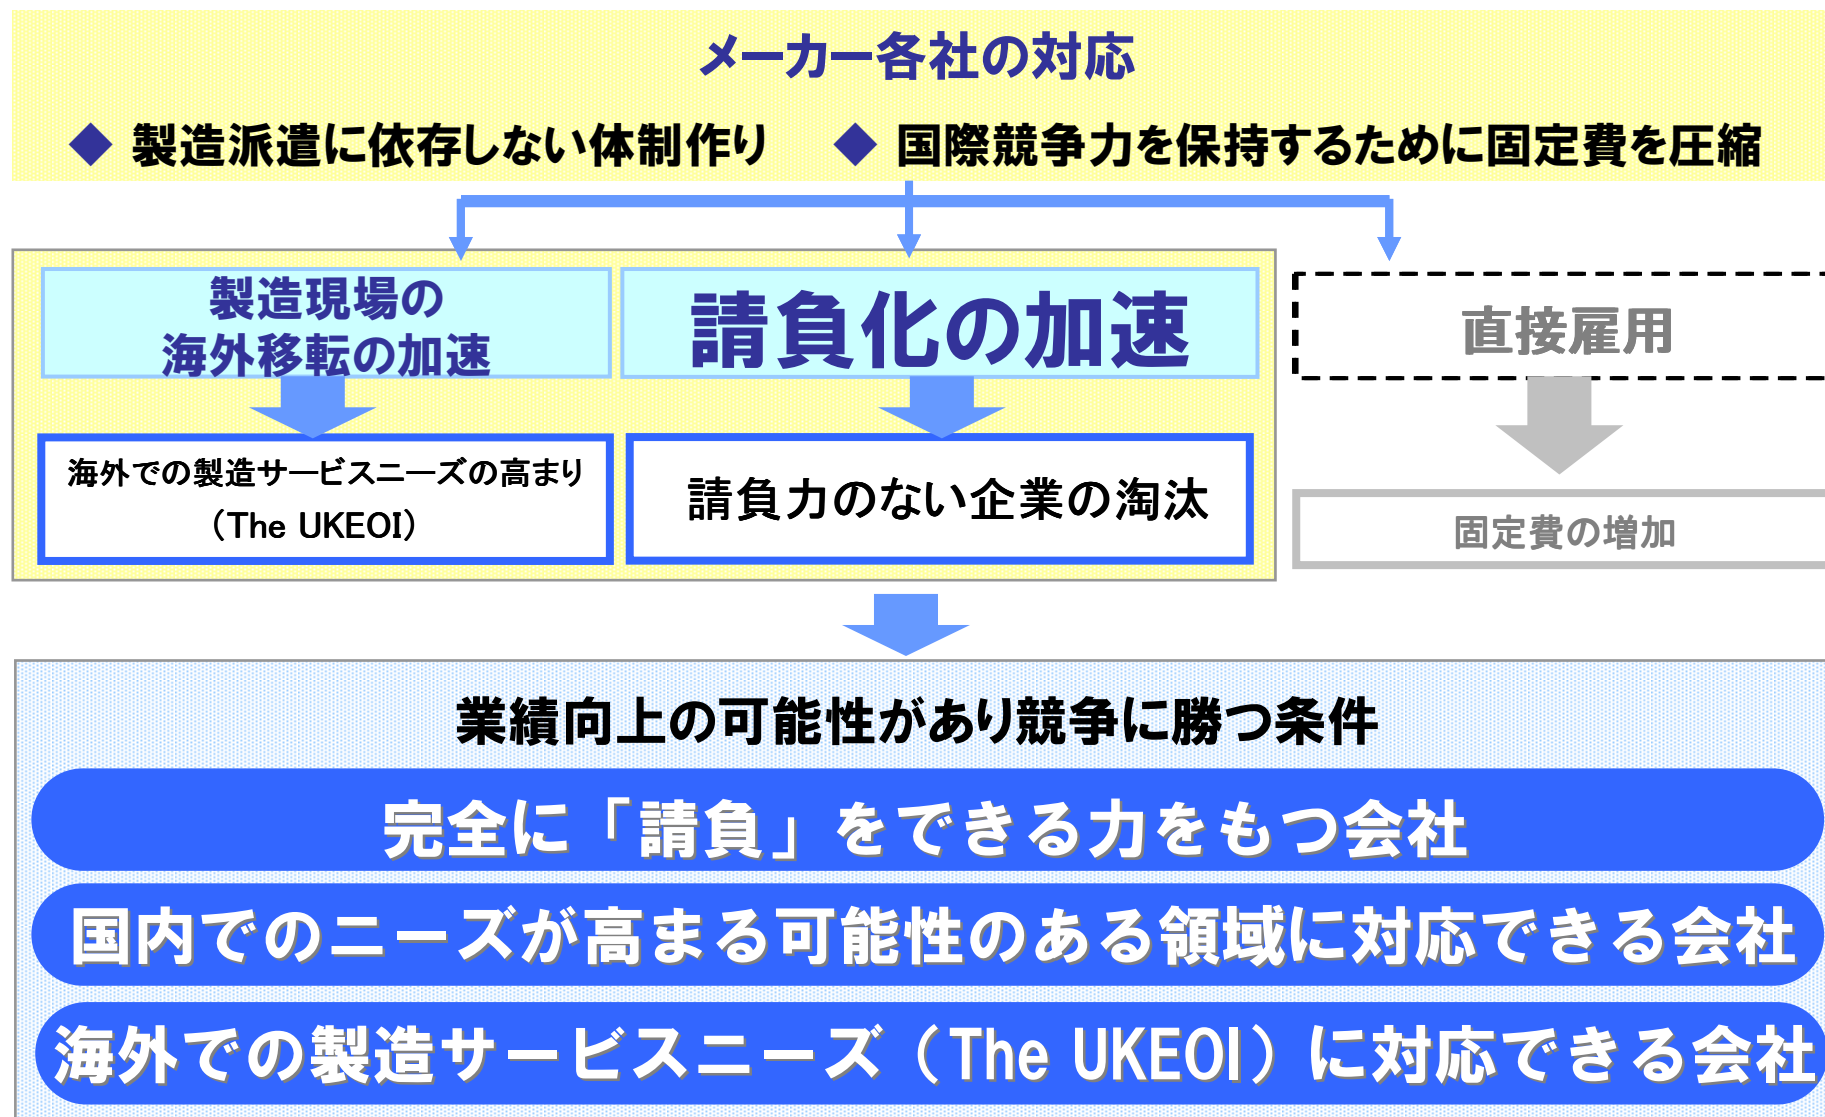 メーカー各社の対応
◆ 製造派遣に依存しない体制作り ◆ 国際競争力を保持するために固定費を圧縮
製造現場の
海外移転の加速
請負化の加速
直接雇用
海外での製造サービスニーズの高まり
（The UKEOI）
請負力のない企業の淘汰
固定費の増加
業績向上の可能性があり競争に勝つ条件
完全に「請負」をできる力をもつ会社
国内でのニーズが高まる可能性のある領域に対応できる会社
海外での製造サービスニーズ（The UKEOI）に対応できる会社